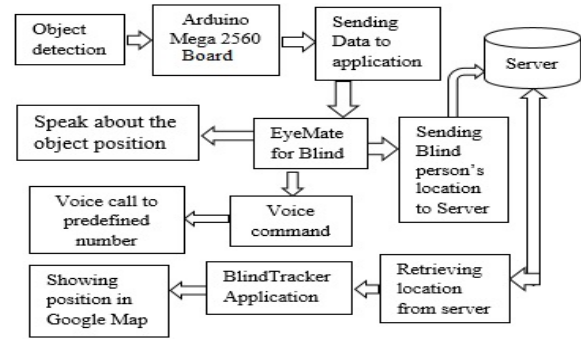 Object
detection
Arduino
Mega 2560
Board
Sending
Data to
application
Server
Speak about the
object position
EyeMate
for Blind
Sending
Blind
person's
location
to Server
Voice call to
predefined
number
Voice
command
Showing
position in
Google Map
BlindTracker
Application
Retrieving
location
from server